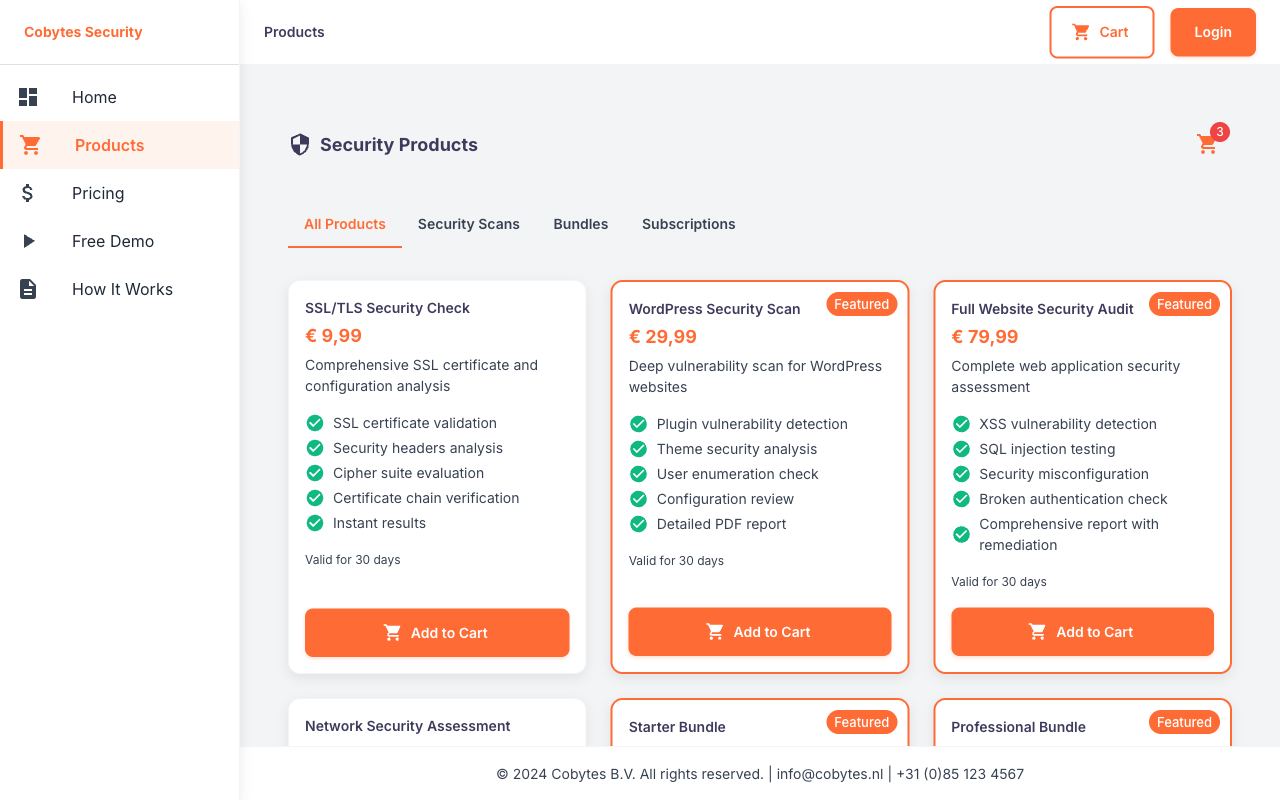 Cobytes Security
Products
Cart
Login
Home
Products
Pricing
Free Demo
How It Works
Security Products
3
All Products
Security Scans
Bundles
Subscriptions
SSL/TLS Security Check
€ 9,99
Comprehensive SSL certificate and
configuration analysis
SSL certificate validation
Security headers analysis
Cipher suite evaluation
Certificate chain verification
Instant results
Valid for 30 days
Add to Cart
WordPress Security Scan
Featured
€ 29,99
Deep vulnerability scan for WordPress
websites
Plugin vulnerability detection
Theme security analysis
User enumeration check
Configuration review
Detailed PDF report
Valid for 30 days
Add to Cart
Full Website Security Audit
Featured
€ 79,99
Complete web application security
assessment
XSS vulnerability detection
SQL injection testing
Security misconfiguration
Broken authentication check
Comprehensive report with
remediation
Valid for 30 days
Add to Cart
Network Security Assessment
Starter Bundle
Featured
Professional Bundle
Featured
© 2024 Cobytes B.V. All rights reserved. | info@cobytes.nl | +31 (0)85 123 4567